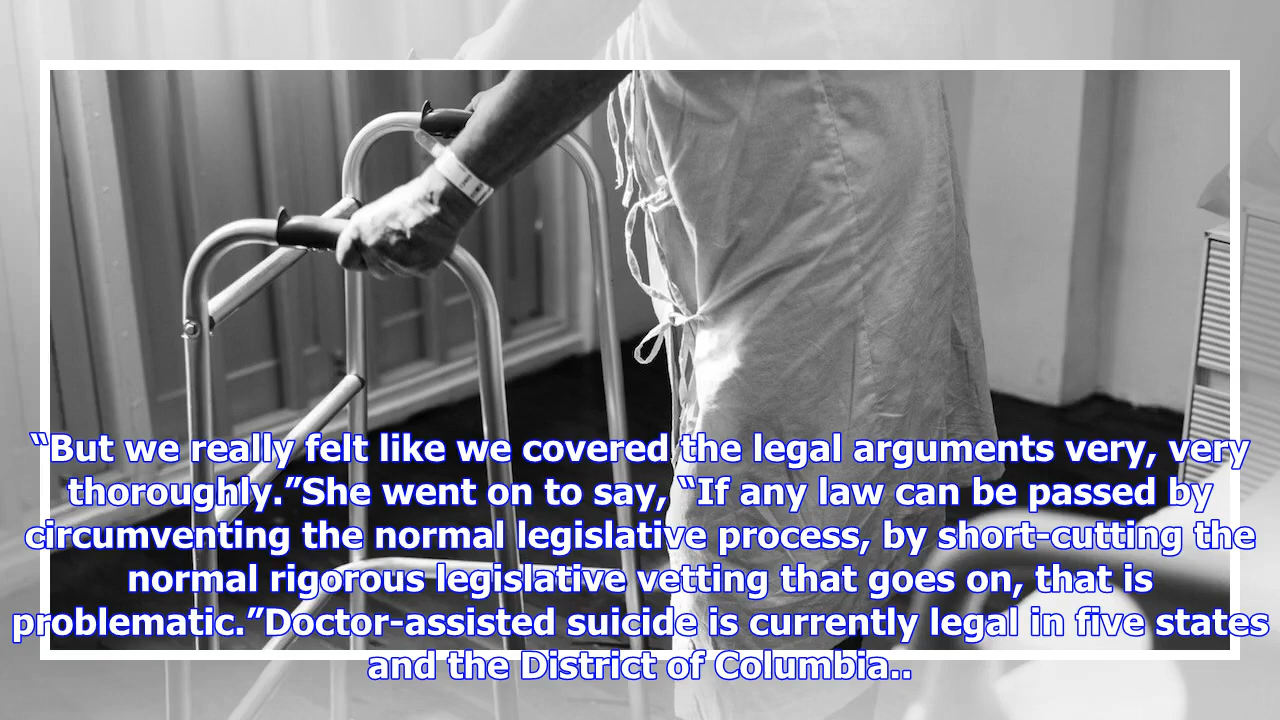 “But we really felt like we covered the legal arguments very, very
thoroughly.”She went on to say, “If any law can be passed by
circumventing the normal legislative process, by short-cutting the
normal rigorous legislative vetting that goes on, that is
problematic.”Doctor-assisted suicide is currently legal in five states
and the District of Columbia..